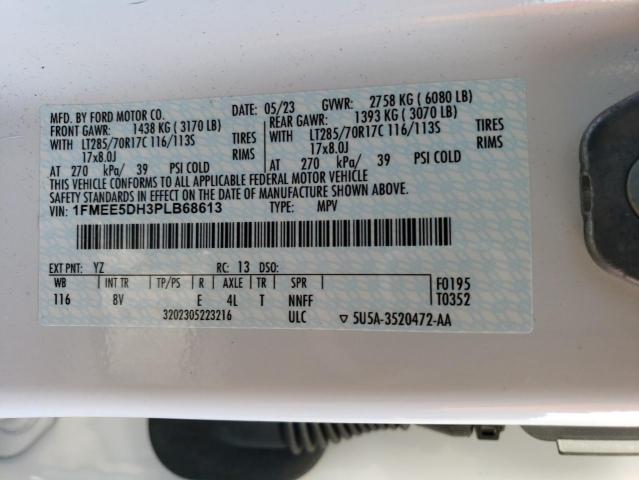 MFD. BY FORD MOTOR CO.
DATE: 05/23 GVWR: 2758 KG ( 6080 LB)
FRONT GAWR: 1438 KG ( 3170 LB)
WITH LT285/70R17C 116/113S TIRES
17x8.0J RIMS
AT 270 kPa/ 39 PSI COLD
REAR GAWR: 1393 KG ( 3070 LB)
LT285/70R17C 116/113S TIRES
17x8.0J RIMS
AT 270 kPa/ 39 PSI COLD
THIS VEHICLE CONFORMS TO ALL APPLICABLE FEDERAL MOTOR VEHICLE
SAFETY STANDARDS IN EFFECT ON THE DATE OF MANUFACTURE SHOWN ABOVE.
VIN: 1FMEE5DH3PLB68613 TYPE: MPV
EXT PNT: YZ RC: 13 DSO:
WB INT TR TP/PS R AXLE TR SPR
116 8V E 4L T NNFF
F0195
T0352
3202305223216 ULC ▽ 5U5A-3520472-AA